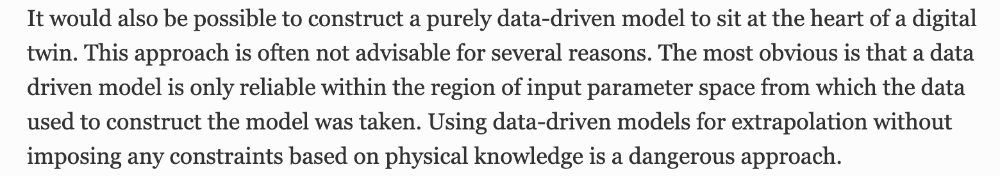 It would also be possible to construct a purely data-driven model to sit at the heart of a digital
twin. This approach is often not advisable for several reasons. The most obvious is that a data
driven model is only reliable within the region of input parameter space from which the data
used to construct the model was taken. Using data-driven models for extrapolation without
imposing any constraints based on physical knowledge is a dangerous approach.